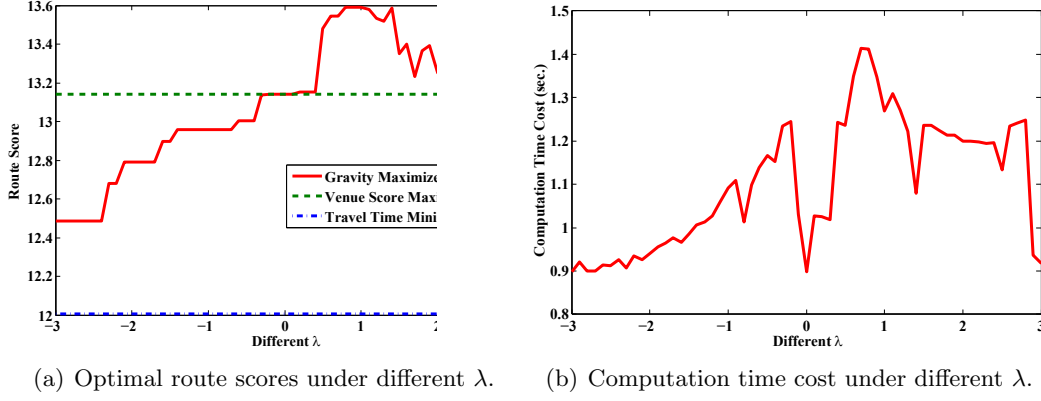 13.6
13.4
13.2
13
12.8
12.6
12.4
12.2
12
Route Score
Gravity Maximize
Venue Score Maxi
Travel Time Mini
−3 −2 −1 0 1 2
Different λ
(a) Optimal route scores under different λ.
1.5
1.4
1.3
1.2
1.1
1
0.9
0.8
Computation Time Cost (sec.)
−3 −2 −1 0 1 2 3
Different λ
(b) Computation time cost under different λ.